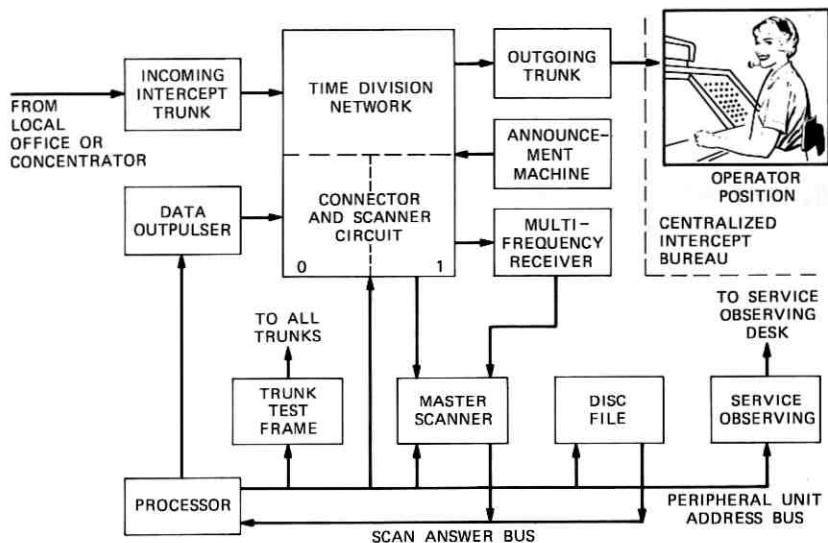 FROM
LOCAL
OFFICE OR
CONCENTRATOR
INCOMING
INTERCEPT
TRUNK
TIME DIVISION
NETWORK
OUTGOING
TRUNK
ANNOUNCE-
MENT
MACHINE
OPERATOR
POSITION
CENTRALIZED
INTERCEPT
BUREAU
DATA
OUTPULSER
CONNECTOR
AND SCANNER
CIRCUIT
0
1
MULTI-
FREQUENCY
RECEIVER
TO ALL
TRUNKS
TO SERVICE
OBSERVING
DESK
TRUNK
TEST
FRAME
MASTER
SCANNER
DISC
FILE
SERVICE
OBSERVING
PROCESSOR
PERIPHERAL UNIT
ADDRESS BUS
SCAN ANSWER BUS